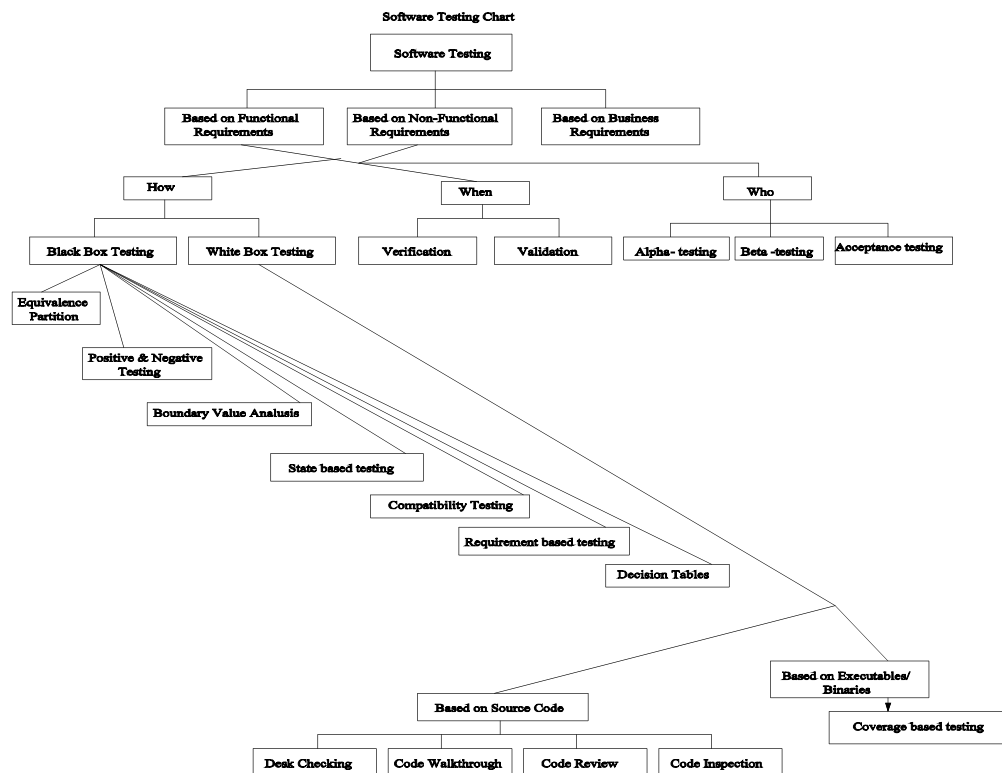 Software Testing Chart
Software Testing
Based on Functional
Requirements
Based on Non-Functional
Requirements
Based on Business
Requirements
How
When
Who
Black Box Testing
White Box Testing
Verification
Validation
Alpha- testing
Beta -testing
Acceptance testing
Equivalence
Partition
Positive & Negative
Testing
Boundary Value Analusis
State based testing
Compatibility Testing
Requirement based testing
Decision Tables
Based on Executables/
Binaries
Based on Source Code
Coverage based testing
Desk Checking
Code Walkthrough
Code Review
Code Inspection